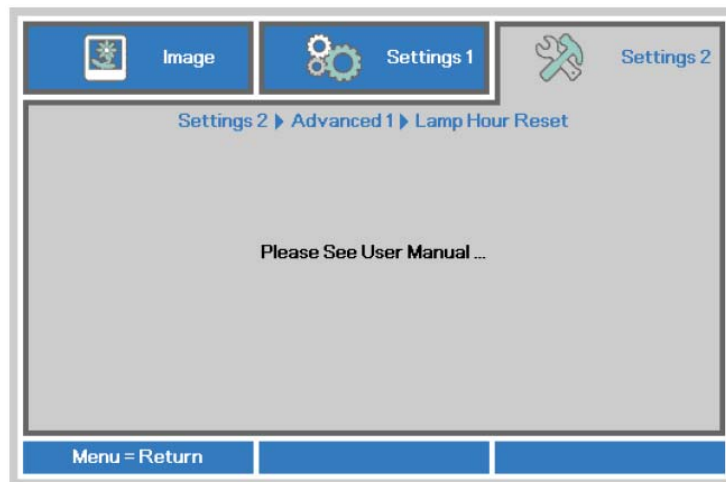 Image
Settings 1
Settings 2
Settings 2 ▶ Advanced 1 ▶ Lamp Hour Reset
Please See User Manual ...
Menu = Return